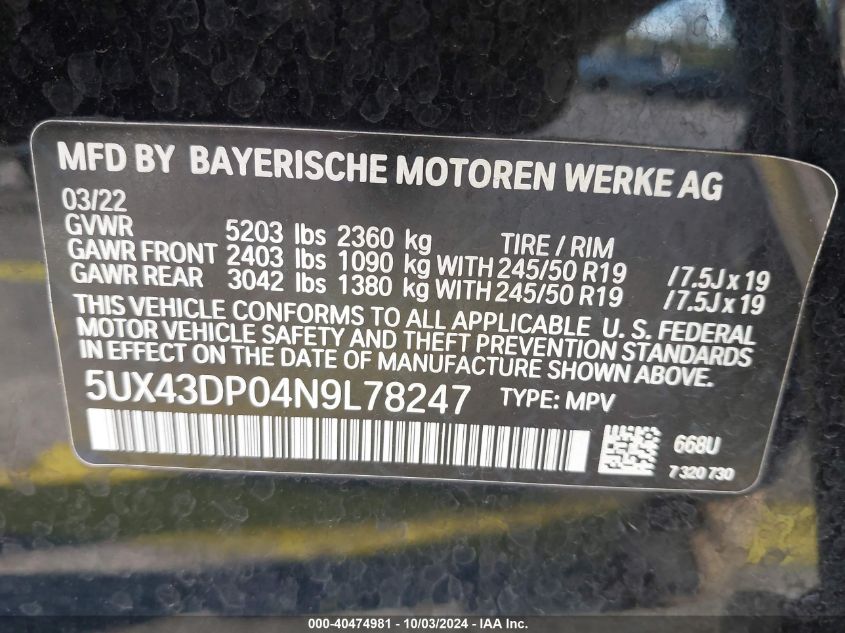 MFD BY BAYERISCHE MOTOREN WERKE AG
03/22
GVWR 5203 lbs 2360 kg TIRE / RIM
GAWR FRONT 2403 lbs 1090 kg WITH 245/50 R19 / 7.5J x 19
GAWR REAR 3042 lbs 1380 kg WITH 245/50 R19 / 7.5J x 19
THIS VEHICLE CONFORMS TO ALL APPLICABLE U. S. FEDERAL
MOTOR VEHICLE SAFETY AND THEFT PREVENTION STANDARDS
IN EFFECT ON THE DATE OF MANUFACTURE SHOWN ABOVE.
5UX43DP04N9L78247 TYPE: MPV
668U
7 320 730
000-40474981 - 10/03/2024 - IAA Inc.